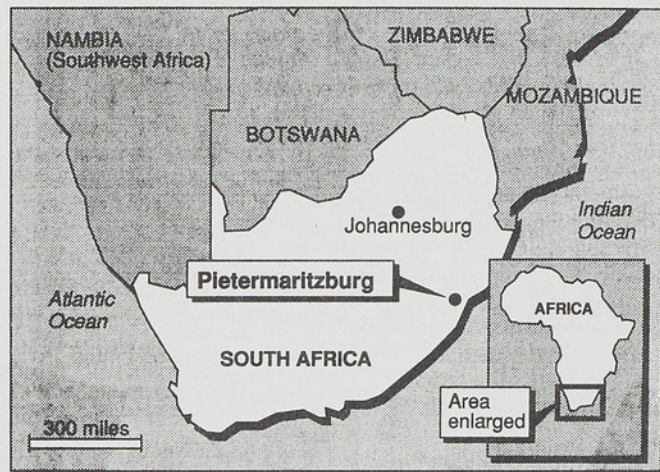 NAMBIA
(Southwest Africa)
ZIMBABWE
MOZAMBIQUE
BOTSWANA
Johannesburg
Indian
Ocean
Pietermaritzburg
Atlantic
Ocean
AFRICA
SOUTH AFRICA
Area
enlarged
300 miles